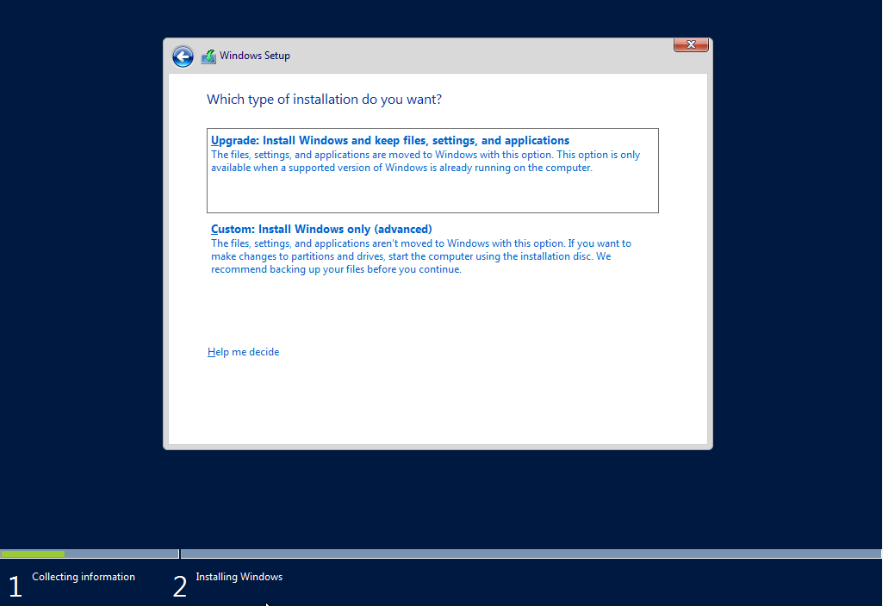 Windows Setup
Which type of installation do you want?
Upgrade: Install Windows and keep files, settings, and applications
The files, settings, and applications are moved to Windows with this option. This option is only
available when a supported version of Windows is already running on the computer.
Custom: Install Windows only (advanced)
The files, settings, and applications aren't moved to Windows with this option. If you want to
make changes to partitions and drives, start the computer using the installation disc. We
recommend backing up your files before you continue.
Help me decide
1 Collecting information
2 Installing Windows